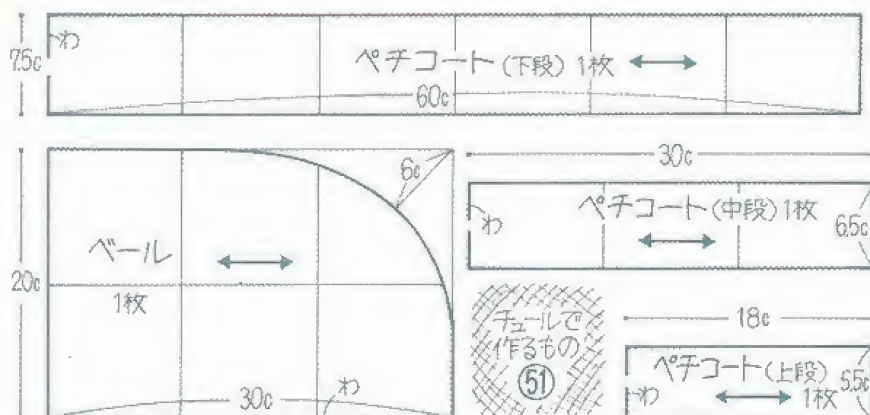 7.5c
わ
ペチコート(下段) 1枚
60c
20c
ベール
1枚
6c
30c
わ
30c
わ
ペチコート(中段) 1枚
6.5c
チュールで
作るもの
51
18c
わ
ペチコート(上段)
1枚
5.5c